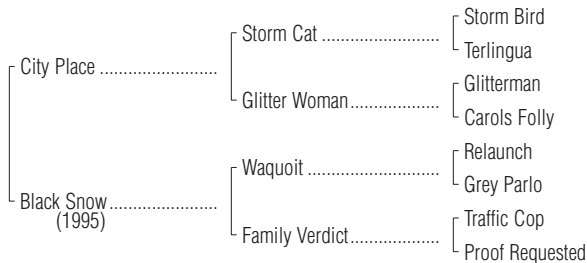 Storm Bird
Storm Cat ........................
Terlingua
City Place ........................
Glitterman
Glitter Woman ..................
Carols Folly
Relaunch
Waquoit ...........................
Grey Parlo
Black Snow ......................
(1995)
Traffic Cop
Family Verdict ..................
Proof Requested